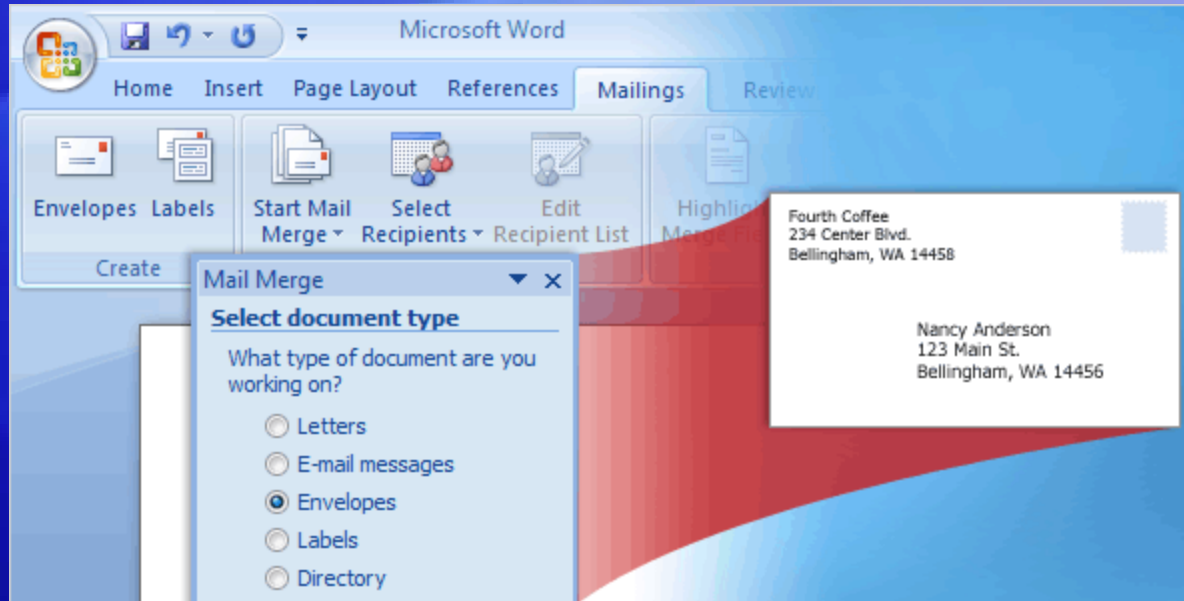 Microsoft Word
Home Insert Page Layout References Mailings Review
Envelopes Labels Start Mail Merge Select Recipients Edit Recipient List
Create
Mail Merge
Select document type
What type of document are you
working on?
Letters
E-mail messages
Envelopes
Labels
Directory
Fourth Coffee
234 Center Blvd.
Bellingham, WA 14458
Nancy Anderson
123 Main St.
Bellingham, WA 14456